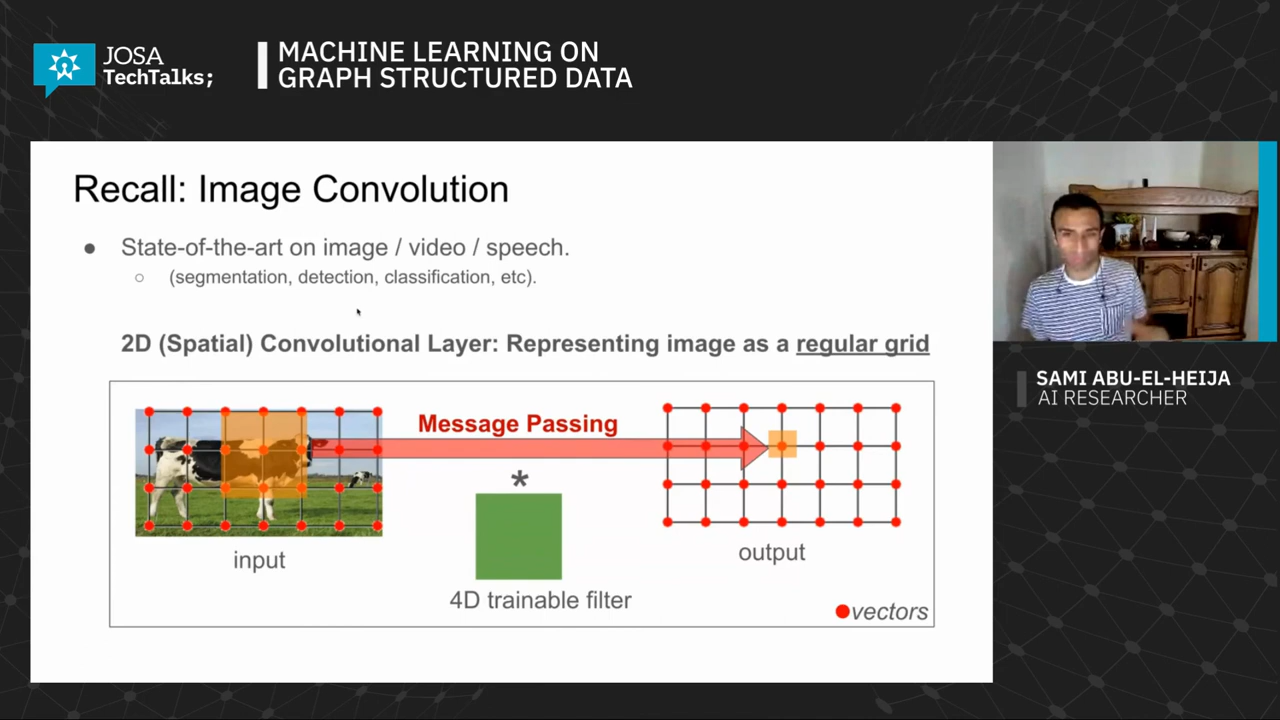 JOSA
TechTalks;
MACHINE LEARNING ON
GRAPH STRUCTURED DATA
Recall: Image Convolution
● State-of-the-art on image / video / speech.
○ (segmentation, detection, classification, etc).
2D (Spatial) Convolutional Layer: Representing image as a regular grid
Message Passing
*
input
4D trainable filter
output
vectors
SAMI ABU-EL-HEIJA
AI RESEARCHER